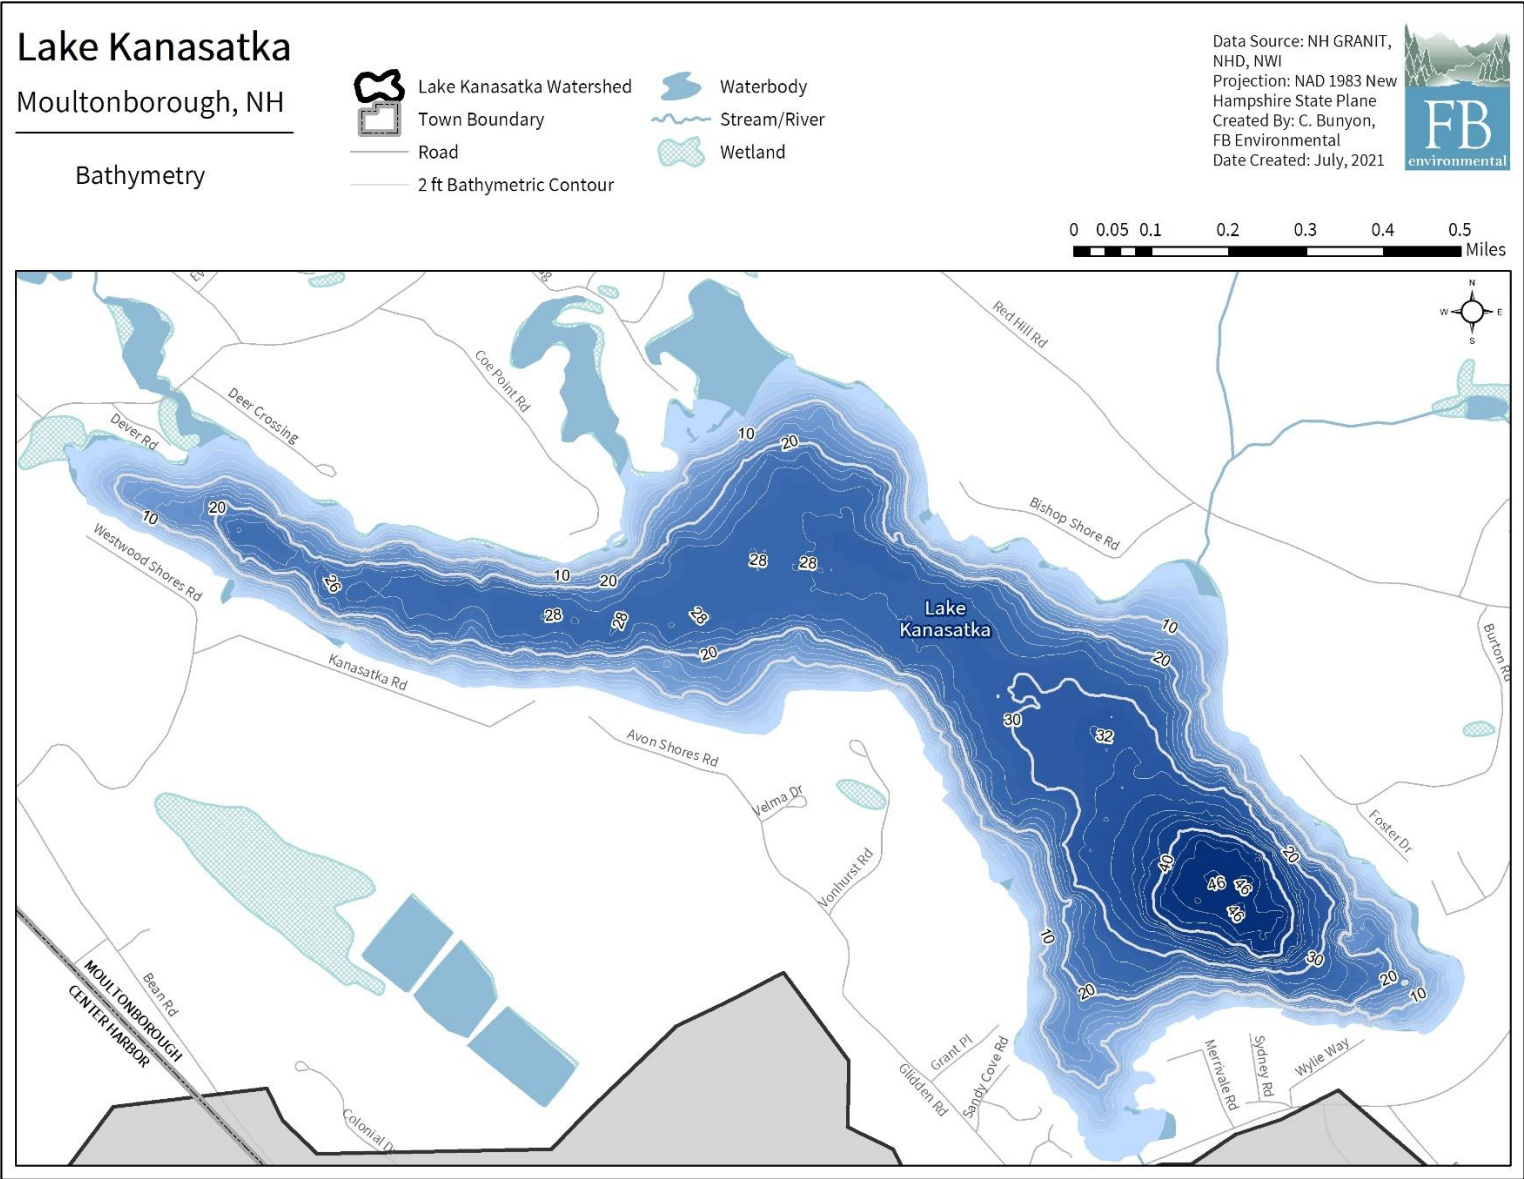 Lake Kanasatka
Moultonborough, NH
Bathymetry
Lake Kanasatka Watershed
Town Boundary
Road
2 ft Bathymetric Contour
Waterbody
Stream/River
Wetland
Data Source: NH GRANIT,
NHD, NWI
Projection: NAD 1983 New
Hampshire State Plane
Created By: C. Bunyon,
FB Environmental
Date Created: July, 2021
FB
environmental
0 0.05 0.1 0.2 0.3 0.4 0.5
Miles
N
W E
S
Red Hill Rd
Coe Point Rd
Deer Crossing
Dever Rd
10
20
20
10
Bishop Shore Rd
Westwood Shores Rd
28
28
10
20
26
28
28
28
Lake
Kanasatka
10
20
20
Burton Rd
Kanasatka Rd
30
32
Avon Shores Rd
Velma Dr
Foster Dr
Vonhurst Rd
40
20
46
46
46
10
30
20
20
10
MOULTONBOROUGH
CENTER HARBOR
Bean Rd
Grant Pl
Sandy Cove Rd
Glidden Rd
Merrivale Rd
Sydney Rd
Wylie Way
Colonial Dr